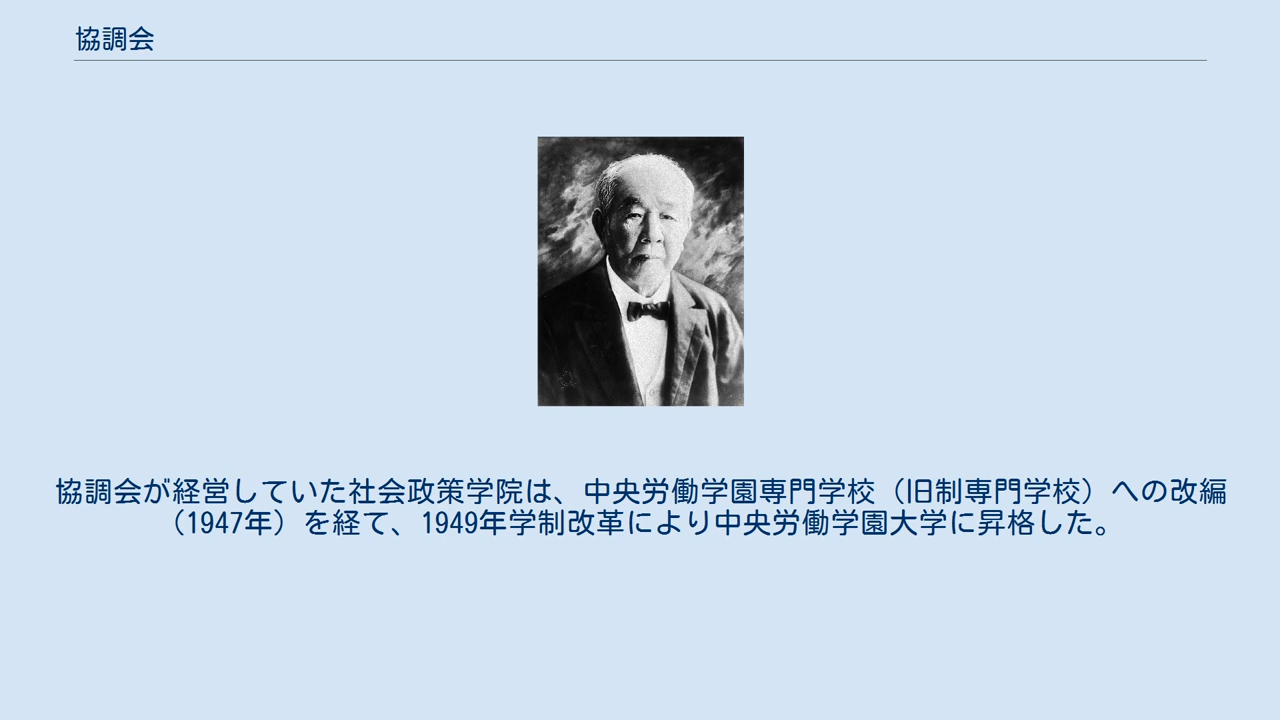 協調会
協調会が経営していた社会政策学院は、中央労働学園専門学校（旧制専門学校）への改編
（1947年）を経て、1949年学制改革により中央労働学園大学に昇格した。